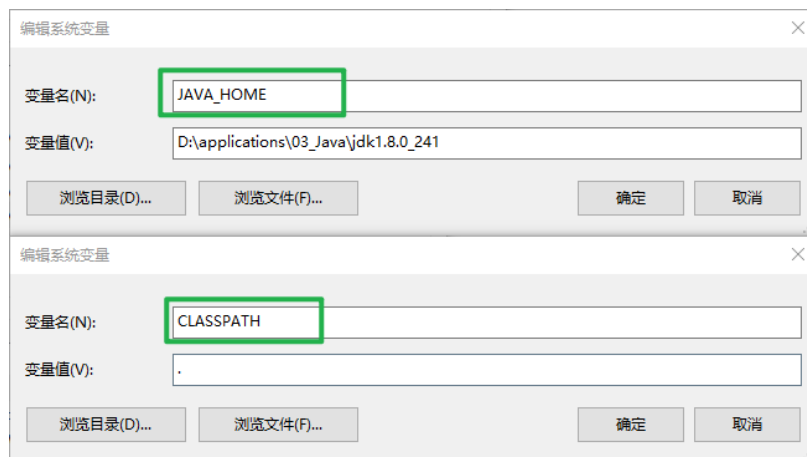 编辑系统变量
变量名(N): JAVA_HOME
变量值(V): D:\applications\03_Java\jdk1.8.0_241
浏览目录(D)... 浏览文件(F)... 确定 取消
编辑系统变量
变量名(N): CLASSPATH
变量值(V): .
浏览目录(D)... 浏览文件(F)... 确定 取消